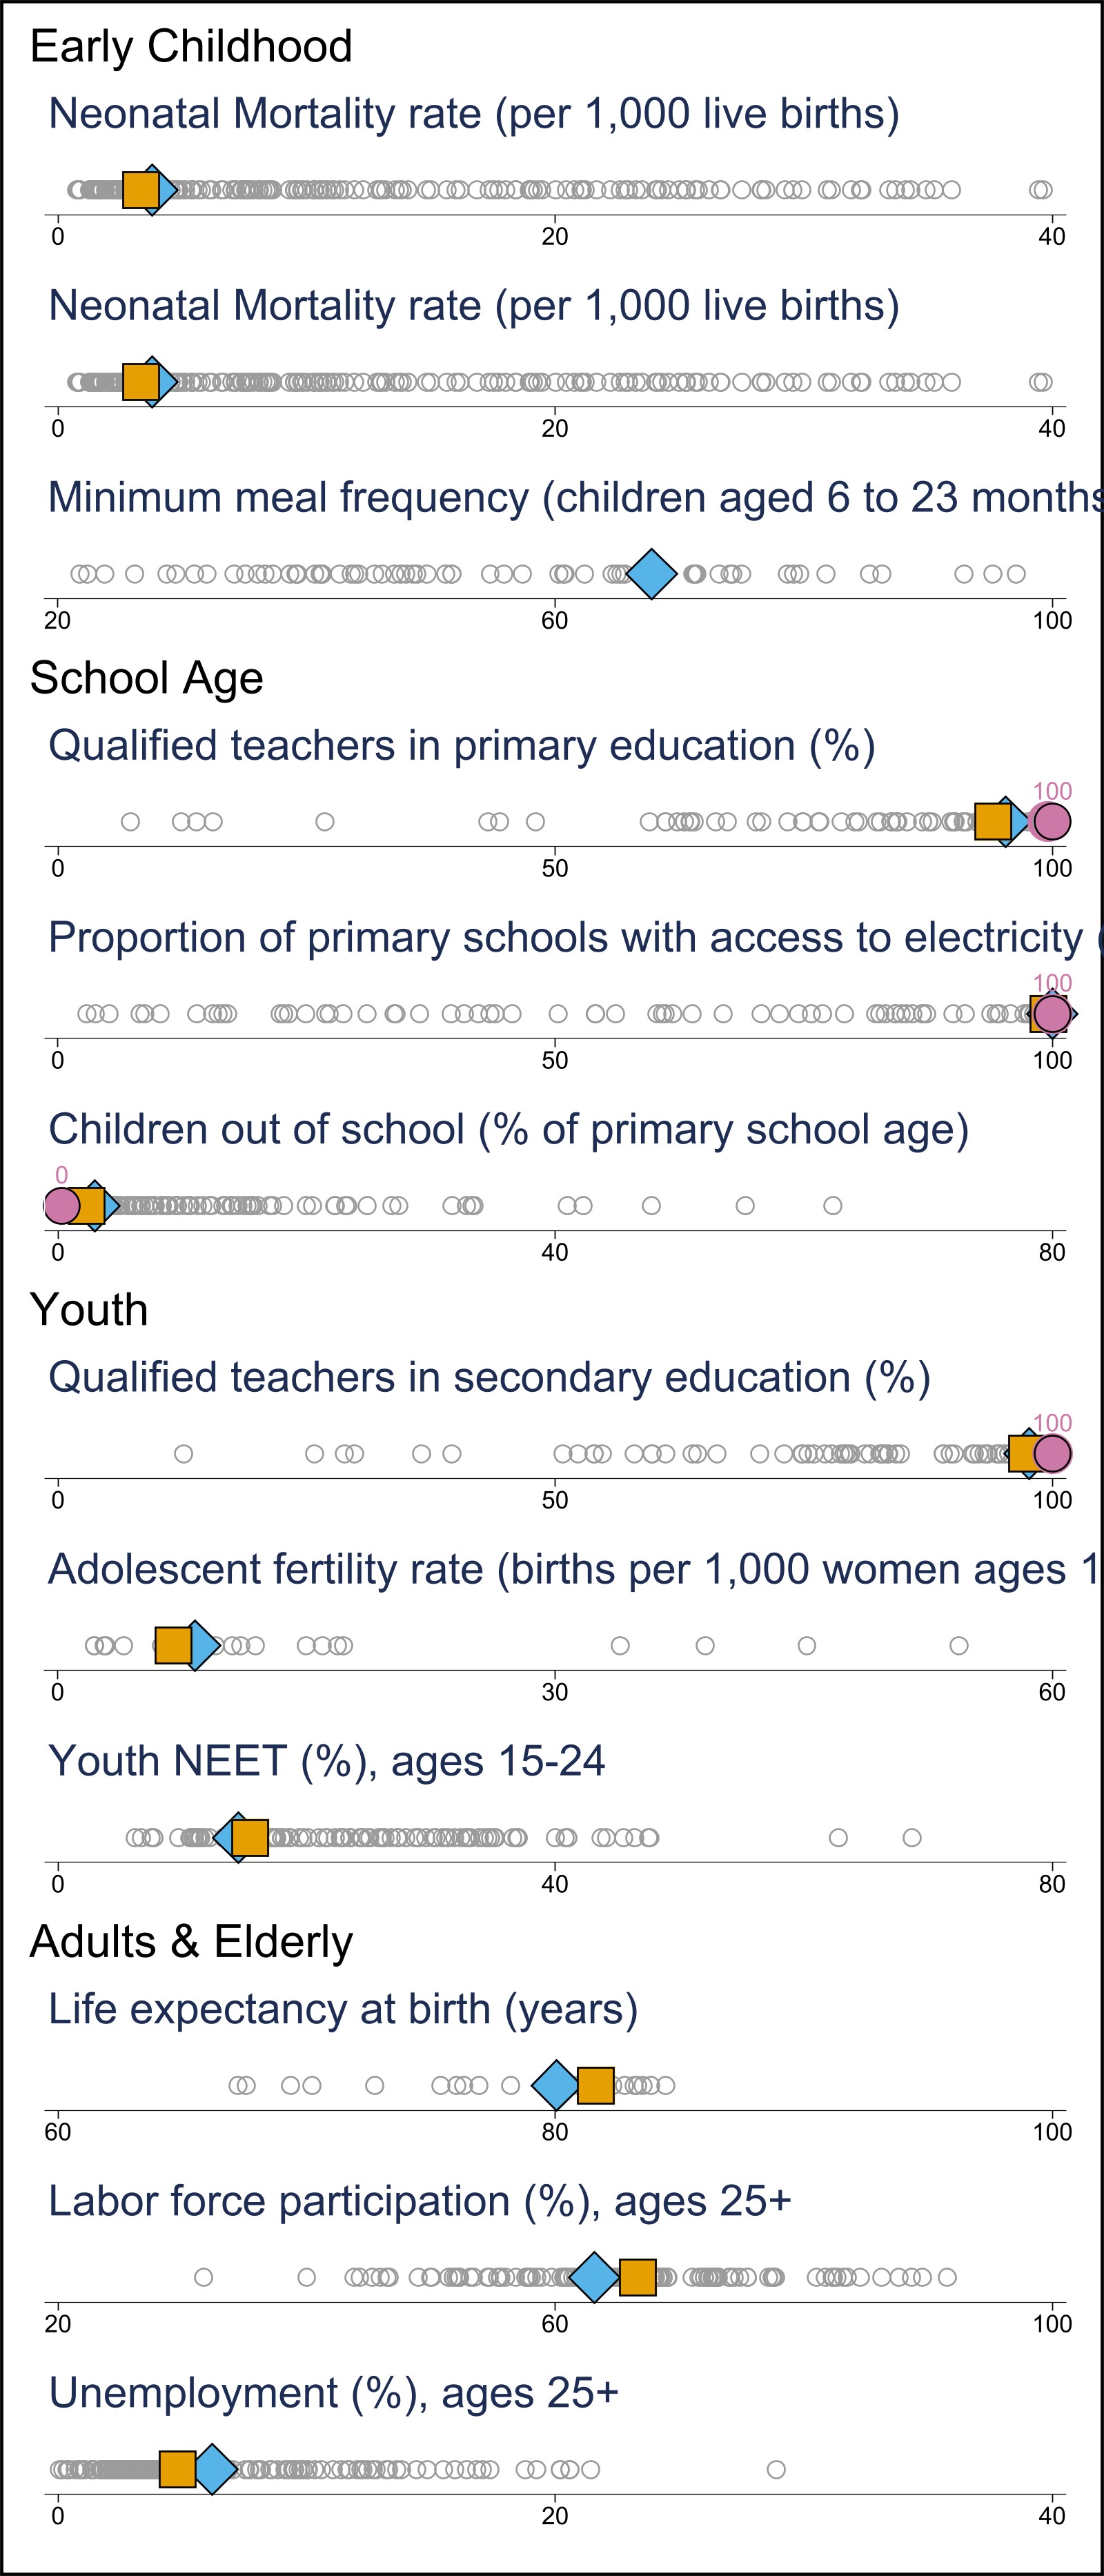 Early Childhood
Neonatal Mortality rate (per 1,000 live births)
0 20 40
Neonatal Mortality rate (per 1,000 live births)
0 20 40
Minimum meal frequency (children aged 6 to 23 months
20 60 100
School Age
Qualified teachers in primary education (%)
100
0 50 100
Proportion of primary schools with access to electricity (
100
0 50 100
Children out of school (% of primary school age)
0
0 40 80
Youth
Qualified teachers in secondary education (%)
100
0 50 100
Adolescent fertility rate (births per 1,000 women ages 1
0 30 60
Youth NEET (%), ages 15-24
0 40 80
Adults & Elderly
Life expectancy at birth (years)
60 80 100
Labor force participation (%), ages 25+
20 60 100
Unemployment (%), ages 25+
0 20 40